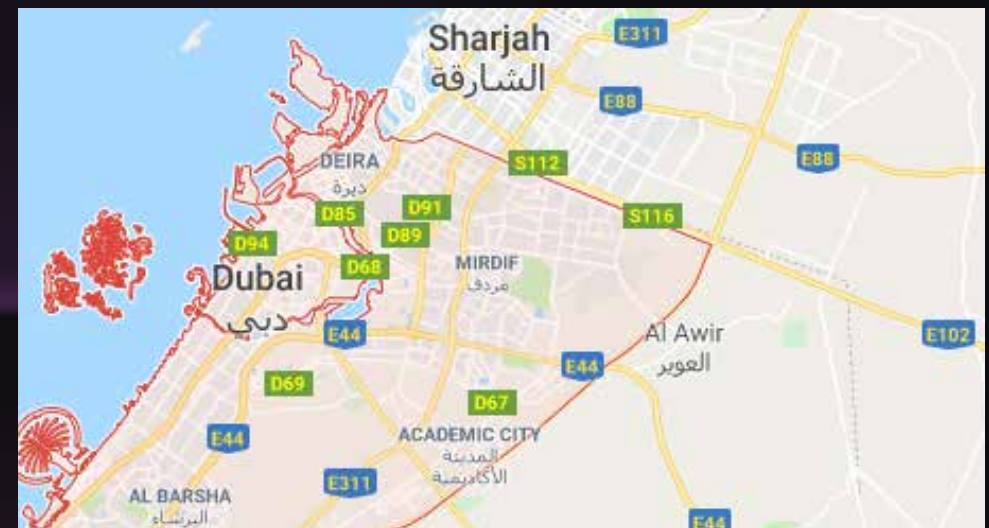 Sharjah
الشارقة
E311
E88
E88
S112
DEIRA
ديرة
D85
D91
D89
S116
D94
D68
MIRDIF
مردف
Dubai
دبي
E44
Al Awir
العوير
E102
E44
D69
D67
E44
ACADEMIC CITY
المدينة
الأكاديمية
E311
AL BARSHA
البرشاء
E44